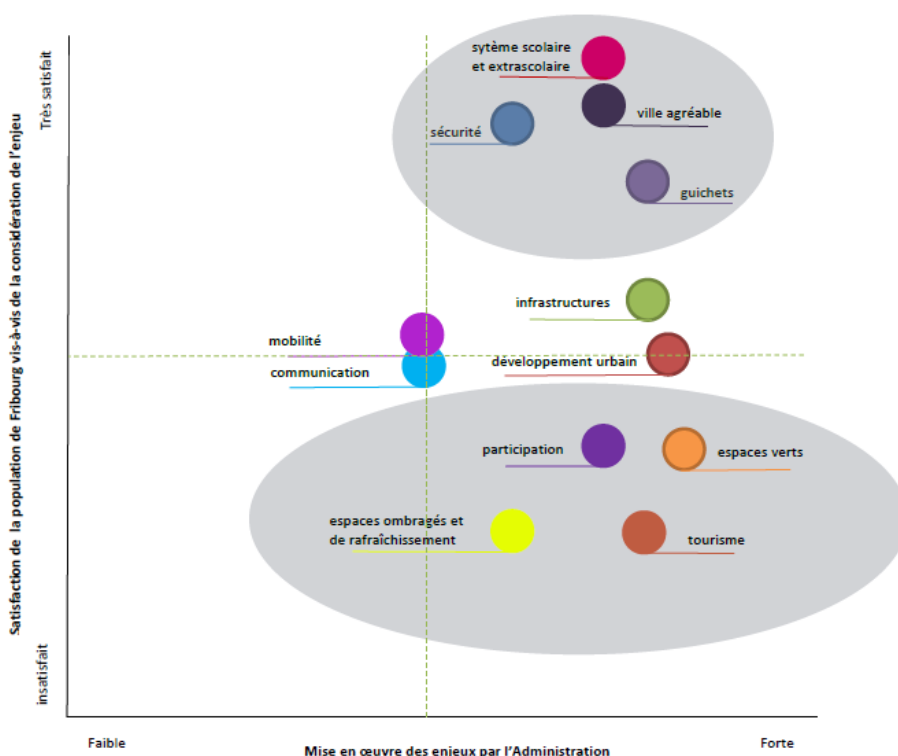 Satisfaction de la population de Fribourg vis-à-vis de la considération de l'enjeu
Très satisfait
insatisfait
sytème scolaire
et extrascolaire
ville agréable
sécurité
guichets
infrastructures
mobilité
développement urbain
communication
participation
espaces verts
espaces ombragés et
de rafraîchissement
tourisme
Faible
Mise en œuvre des enjeux par l'Administration
Forte